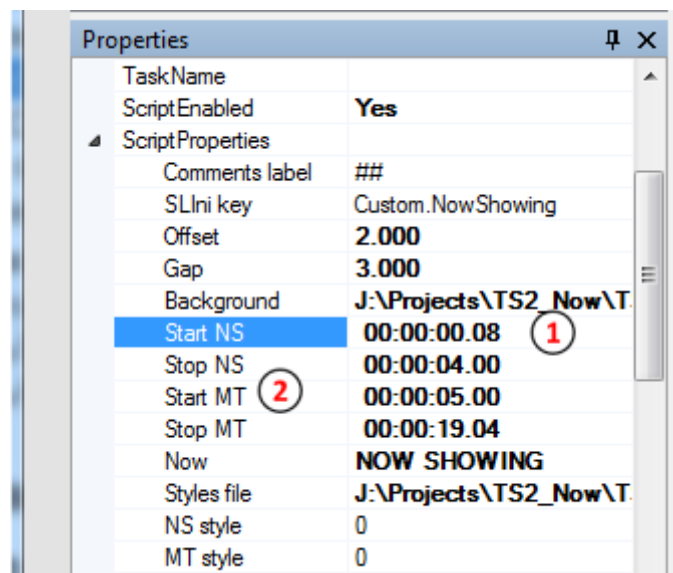 Properties
TaskName
ScriptEnabled Yes
ScriptProperties
Comments label ##
SLIni key Custom.NowShowing
Offset 2.000
Gap 3.000
Background J:\Projects\TS2_Now\T
Start NS 00:00:00.08 1
Stop NS 00:00:04.00
Start MT 2 00:00:05.00
Stop MT 00:00:19.04
Now NOW SHOWING
Styles file J:\Projects\TS2_Now\T
NS style 0
MT style 0